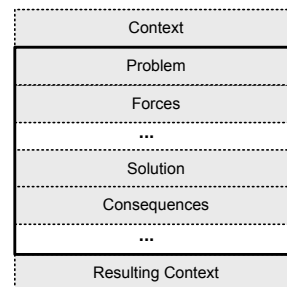 Context
Problem
Forces
...
Solution
Consequences
...
Resulting Context